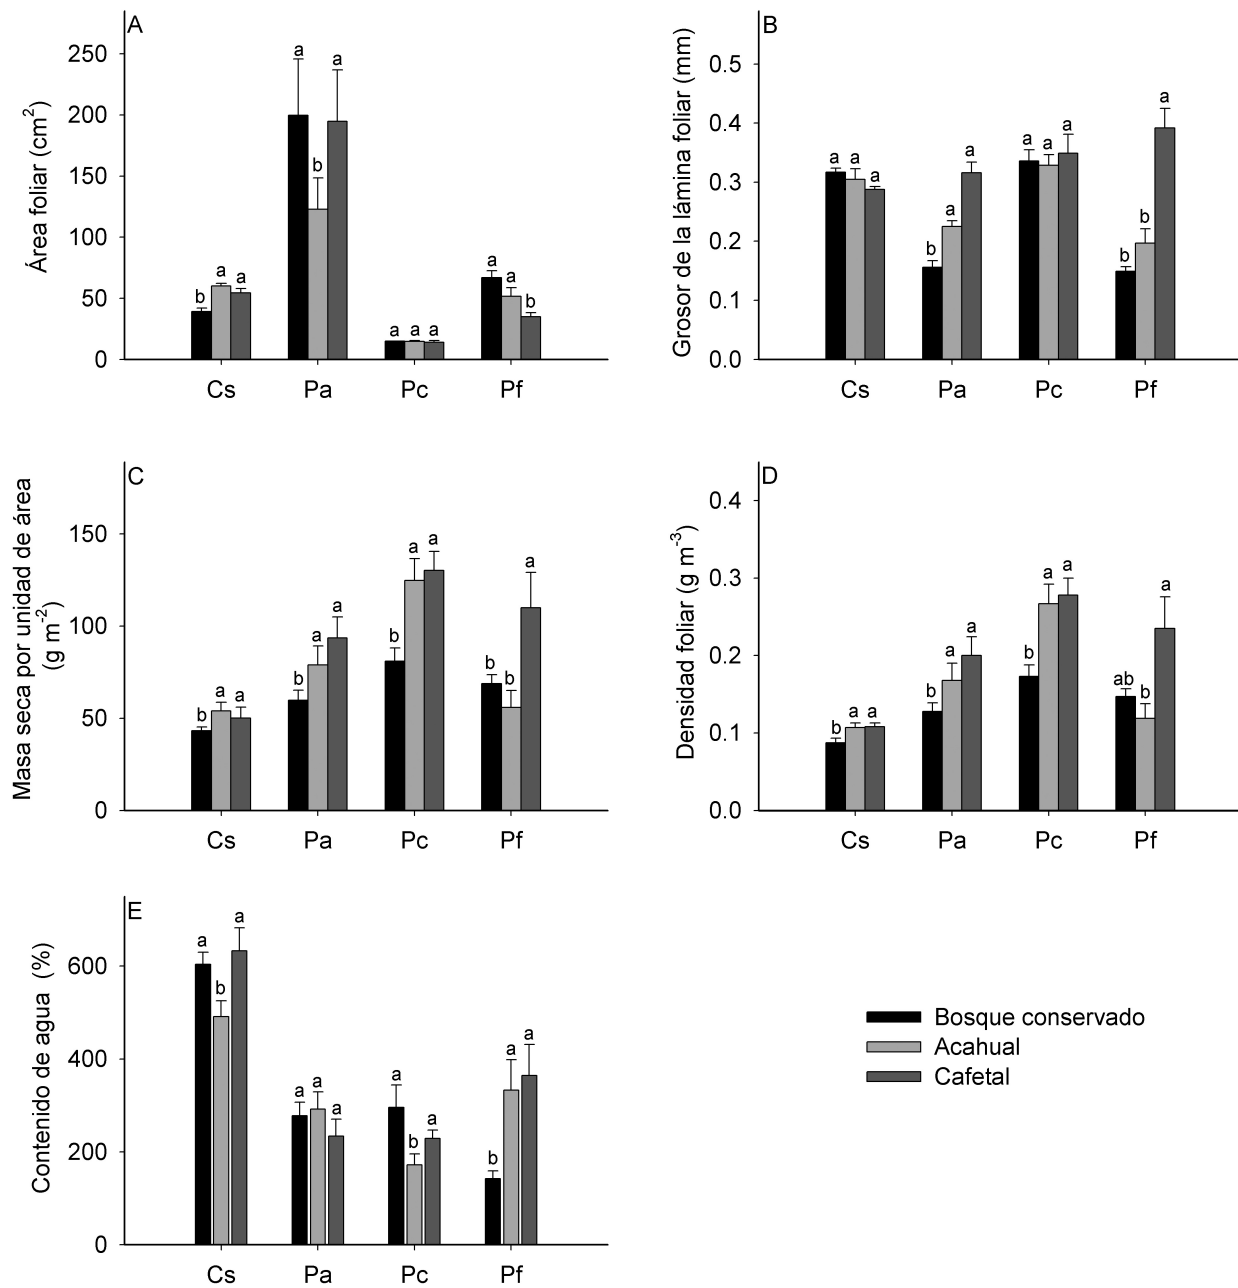 A
Área foliar (cm2)
250
200
150
100
50
0
a
a
b
b
a
a
a
a
a
a
a
b
Cs Pa Pc Pf
B
Grosor de la lámina foliar (mm)
0.5
0.4
0.3
0.2
0.1
0.0
a a a
b a a
a a a
b b a
Cs Pa Pc Pf
C
Masa seca por unidad de área
(g m-2)
150
100
50
0
b a a
b a a
b a a
b b a
Cs Pa Pc Pf
D
Densidad foliar (g m-3)
0.4
0.3
0.2
0.1
0.0
b a a
b a a
b a a
ab b a
Cs Pa Pc Pf
E
Contenido de agua (%)
600
400
200
0
a b a
a a a
a b a
b a a
Cs Pa Pc Pf
Bosque conservado
Acahual
Cafetal